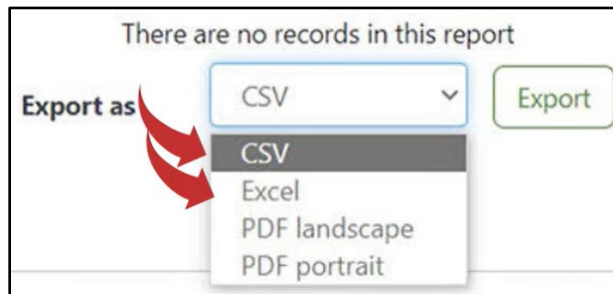 There are no records in this report
Export as CSV Export
CSV
Excel
PDF landscape
PDF portrait